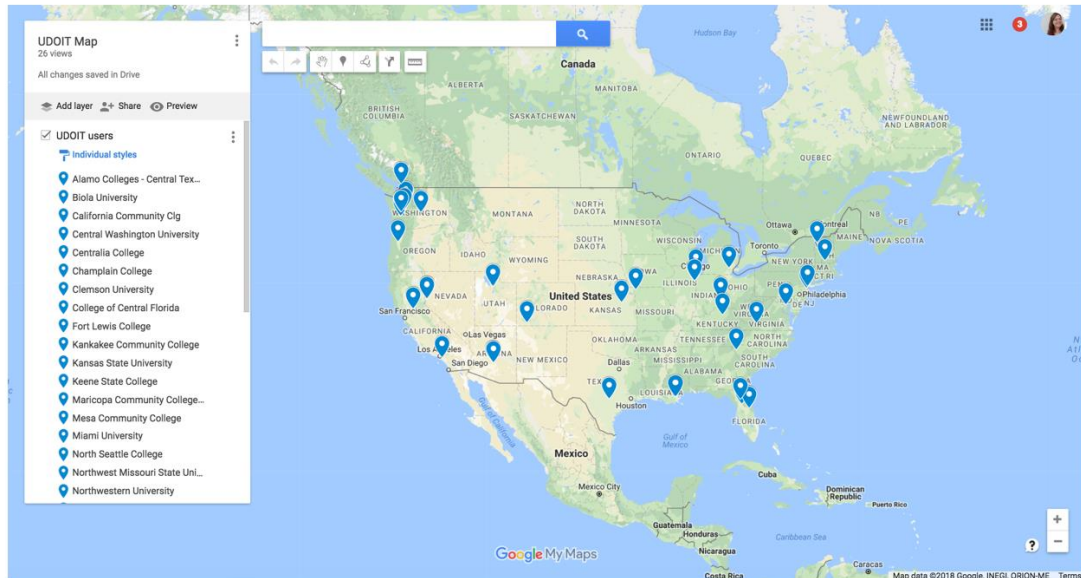 UDOIT Map
26 views
All changes saved in Drive
Add layer Share Preview
UDOIT users
Individual styles
Alamo Colleges - Central Tex...
Biola University
California Community Clg
Central Washington University
Centralia College
Champlain College
Clemson University
College of Central Florida
Fort Lewis College
Kankakee Community College
Kansas State University
Keene State College
Maricopa Community College...
Mesa Community College
Miami University
North Seattle College
Northwest Missouri State Uni...
Northwestern University
3
Hudson Bay
Canada
ALBERTA
MANITOBA
BRITISH
COLUMBIA
SASKATCHEWAN
NEWFOUNDLAND
AND LABRADOR
ONTARIO
QUEBEC
NB
PE
NOVA SCOTIA
Ottawa
Montreal
MAINE
Toronto
WASHINGTON
MONTANA
NORTH
DAKOTA
MINNESOTA
OREGON
IDAHO
SOUTH
DAKOTA
WISCONSIN
WYOMING
NEW YORK
MA
NEBRASKA
ILLINOIS
OHIO
Philadelphia
NEVADA
UTAH
United States
KANSAS
MISSOURI
San Francisco
KENTUCKY
VIRGINIA
CALIFORNIA
Las Vegas
OKLAHOMA
TENNESSEE
NORTH
CAROLINA
Los Angeles
ARKANSAS
San Diego
NEW MEXICO
Dallas
MISSISSIPPI
SOUTH
CAROLINA
ALABAMA
Houston
FLORIDA
Gulf of California
Gulf of
Mexico
Mexico
Mexico City
Cuba
Dominican
Republic
Puerto Rico
Guatemala
Honduras
Nicaragua
Caribbean Sea
Costa Rica
Caracas
Google My Maps
Map data ©2018 Google, INEGI, ORION-ME Terms